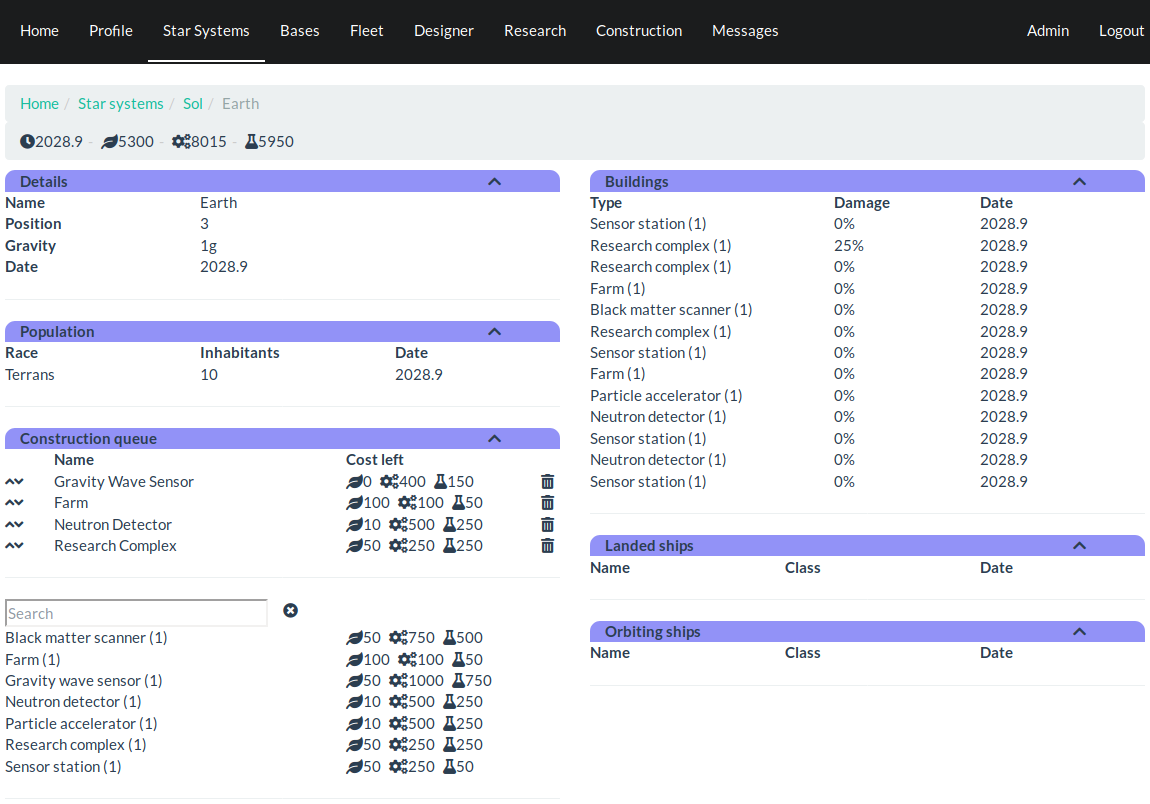 Home Profile Star Systems Bases Fleet Designer Research Construction Messages Admin Logout
Home / Star systems / Sol / Earth
2028.9 - 5300 - 8015 - 5950
Details
Name Earth
Position 3
Gravity 1g
Date 2028.9
Population
Race Inhabitants Date
Terrans 10 2028.9
Construction queue
Name Cost left
Gravity Wave Sensor 0 400 150
Farm 100 100 50
Neutron Detector 10 500 250
Research Complex 50 250 250
Search
Black matter scanner (1) 50 750 500
Farm (1) 100 100 50
Gravity wave sensor (1) 50 1000 750
Neutron detector (1) 10 500 250
Particle accelerator (1) 10 500 250
Research complex (1) 50 250 250
Sensor station (1) 50 250 50
Buildings
Type Damage Date
Sensor station (1) 0% 2028.9
Research complex (1) 25% 2028.9
Research complex (1) 0% 2028.9
Farm (1) 0% 2028.9
Black matter scanner (1) 0% 2028.9
Research complex (1) 0% 2028.9
Sensor station (1) 0% 2028.9
Farm (1) 0% 2028.9
Particle accelerator (1) 0% 2028.9
Neutron detector (1) 0% 2028.9
Sensor station (1) 0% 2028.9
Neutron detector (1) 0% 2028.9
Sensor station (1) 0% 2028.9
Landed ships
Name Class Date
Orbiting ships
Name Class Date